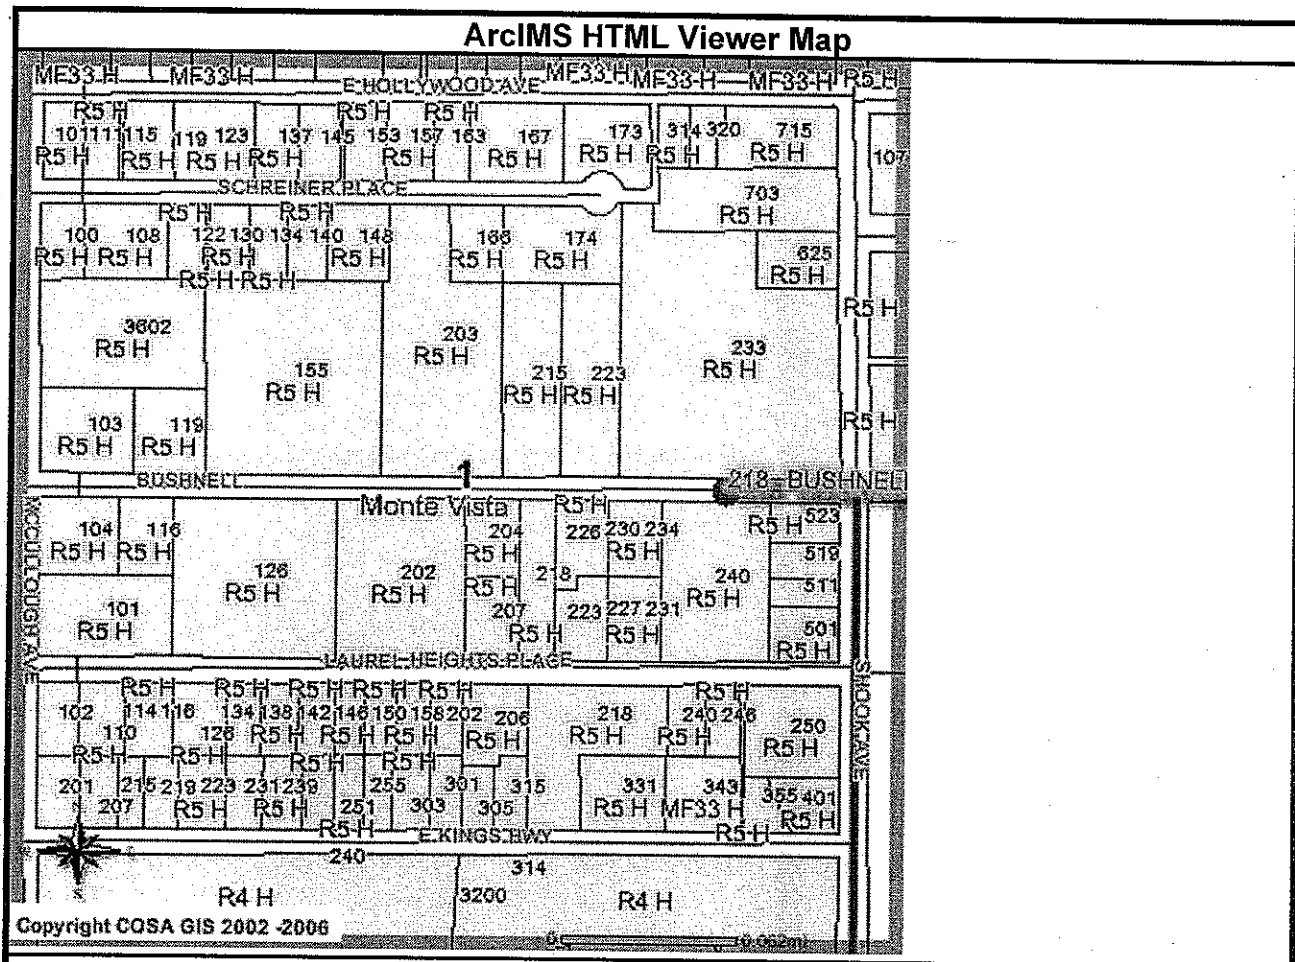 ArcIMS HTML Viewer Map
MF33 H MF33 H MF33 H MF33 H MF33 H R5 H
E HOLLYWOOD AVE
R5 H R5 H R5 H
101 111 115 119 123 137 145 153 157 163 167 173 314 320 715
R5 H R5 H R5 H R5 H R5 H R5 H R5 H R5 H R5 H
107
SCHREINER PLACE
703
R5 H
R5 H R5 H
100 108 122 130 134 140 148 166 174
R5 H R5 H R5 H R5 H R5 H R5 H
625
R5 H
R5 H R5 H
R5 H
3602
R5 H
203
R5 H
233
R5 H
155
R5 H
215 223
R5 H R5 H
103 119
R5 H R5 H
R5 H
1
BUSHNELL
218 BUSHNELL
Monte Vista
R5 H
104 116
R5 H R5 H
204 226 230 234
R5 H R5 H
R5 H 523
519
126
R5 H
202
R5 H
218
240
R5 H
R5 H
511
101
R5 H
207 223 227 231
R5 H R5 H
501
R5 H
MCCULLOUGH AVE
LAUREL HEIGHTS PLACE
SHOOK AVE
R5 H R5 H R5 H R5 H R5 H R5 H
102 114 116 134 138 142 146 150 158 202 206 218 240 246 250
110 126 R5 H R5 H R5 H R5 H R5 H R5 H R5 H
R5 H R5 H R5 H R5 H
201 215 219 223 231 239 255 301 315 331 343 355 401
207 R5 H R5 H 251 303 305 R5 H MF33 H R5 H
R5 H R5 H
E KINGS HWY
240 314
R4 H 3200 R4 H
Copyright COSA GIS 2002 -2006